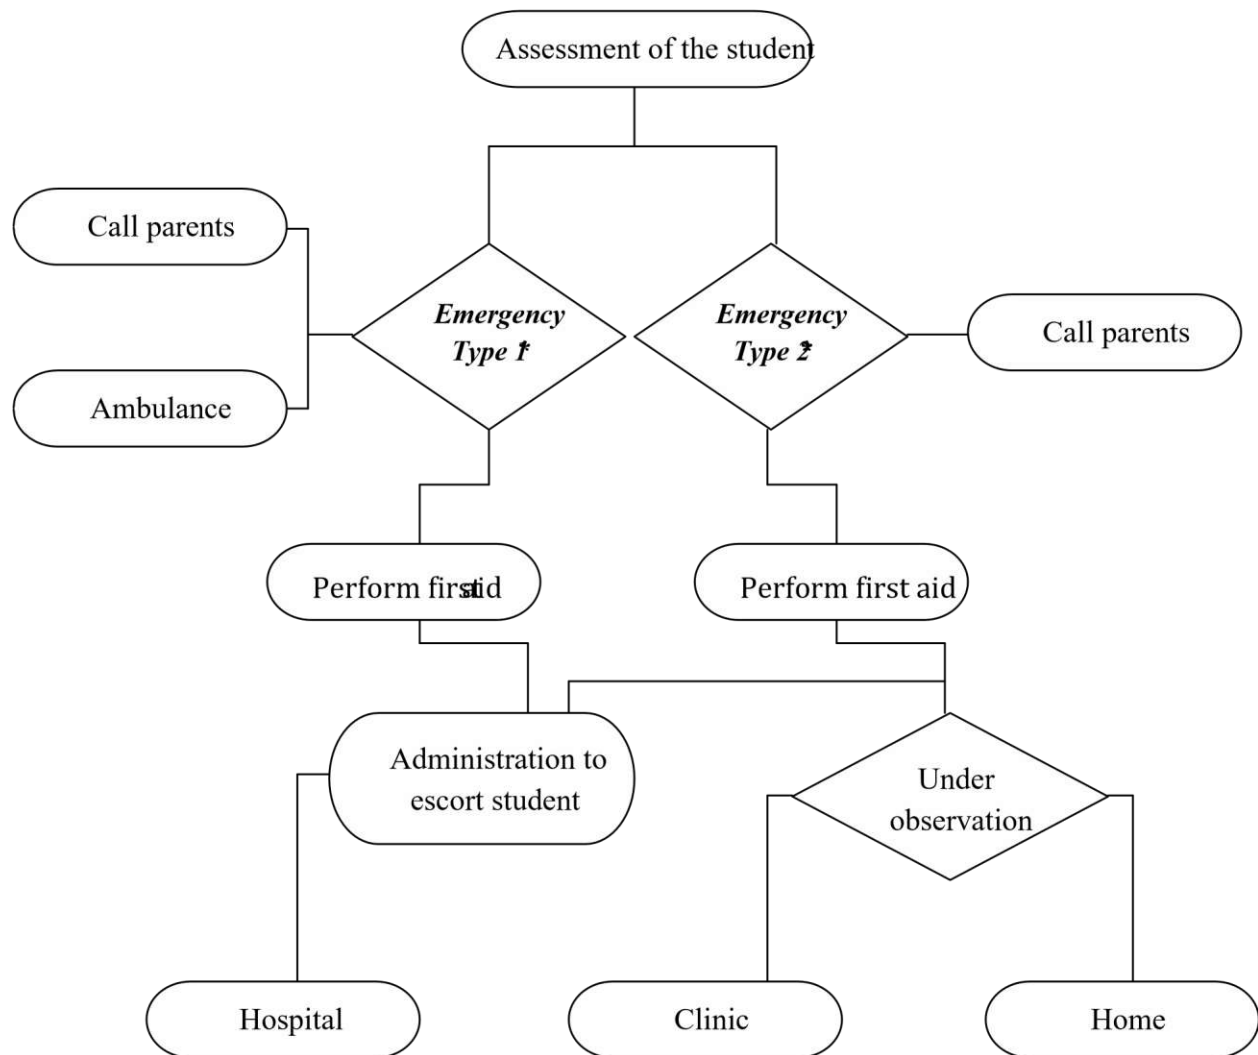 Assessment of the student
Call parents
Emergency
Type 1*
Emergency
Type 2*
Call parents
Ambulance
Perform first aid
Perform first aid
Administration to
escort student
Under
observation
Hospital
Clinic
Home